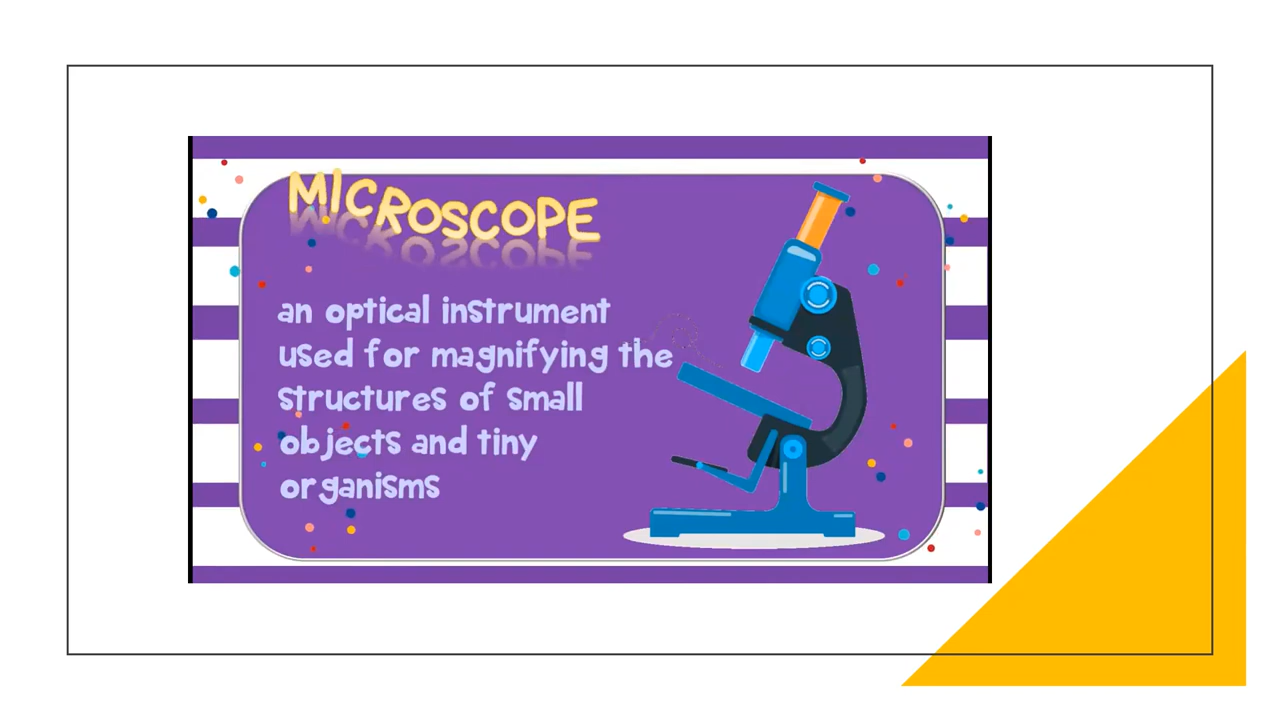 MICROSCOPE
an optical instrument
used for magnifying the
structures of small
objects and tiny
organisms